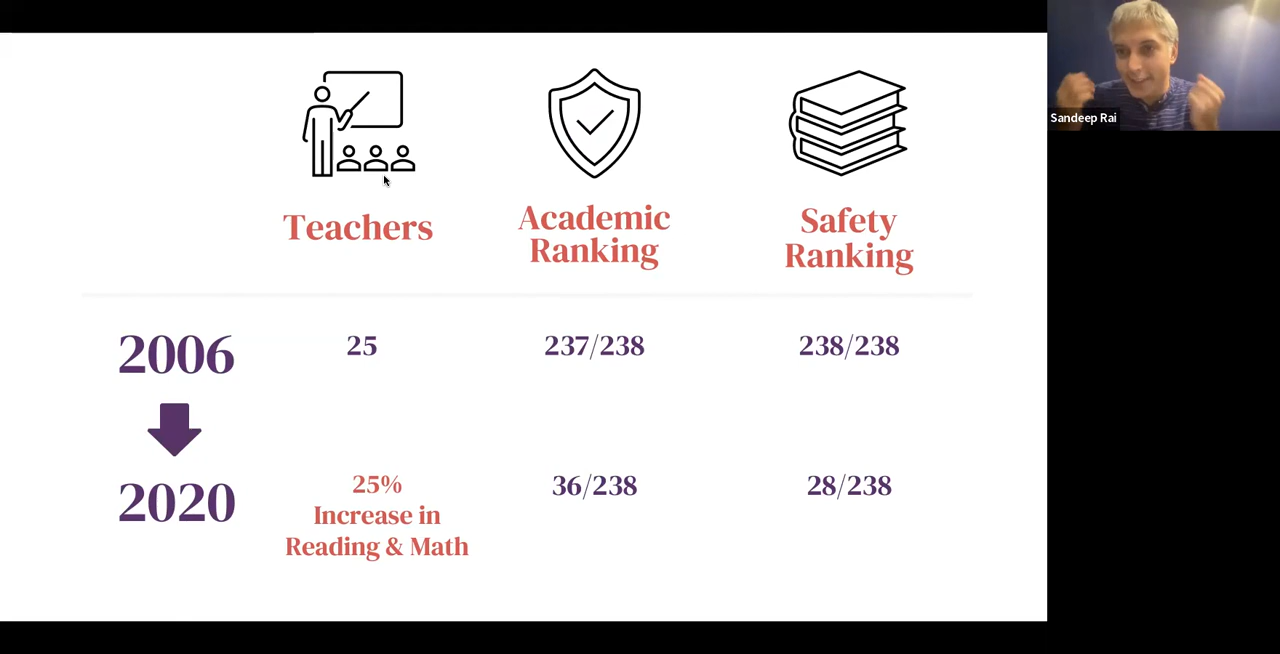 Sandeep Rai
Teachers
Academic
Ranking
Safety
Ranking
2006
25
237/238
238/238
2020
25%
Increase in
Reading & Math
36/238
28/238